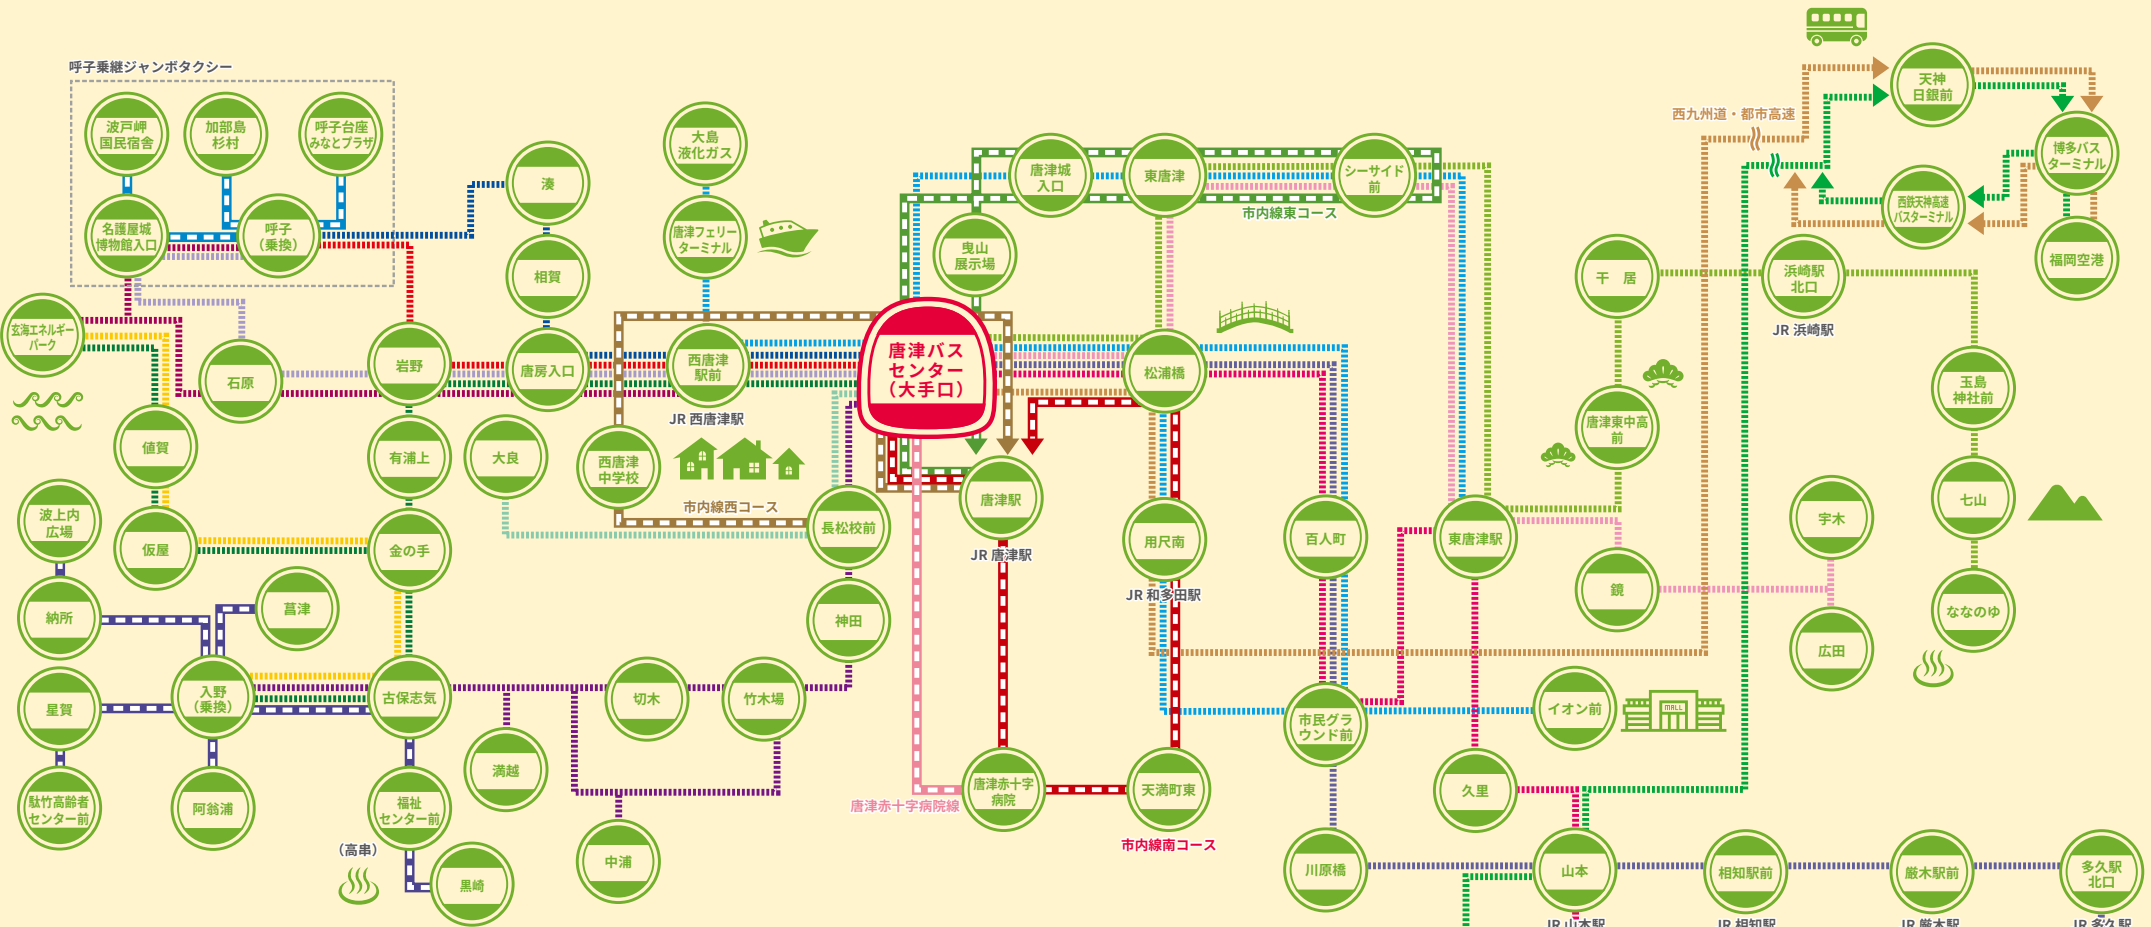 呼子乗継ジャンボタクシー
波戸岬
国民宿舎
加部島
杉村
呼子台座
みなとプラザ
名護屋城
博物館入口
呼子
（乗換）
湊
相賀
唐房入口
大島
液化ガス
唐津フェリー
ターミナル
西唐津
駅前
JR 西唐津駅
玄海エネルギー
パーク
石原
岩野
値賀
有浦上
大良
西唐津
中学校
市内線西コース
波上内
広場
仮屋
金の手
納所
菖津
星賀
入野
（乗換）
古保志気
駄竹高齢者
センター前
阿翁浦
福祉
センター前
（高串）
黒崎
満越
切木
竹木場
中浦
長松校前
神田
唐津バス
センター
（大手口）
曳山
展示場
唐津城
入口
東唐津
シーサイド
前
市内線東コース
松浦橋
唐津駅
JR 唐津駅
用尺南
JR 和多田駅
唐津赤十字
病院
唐津赤十字病院線
天満町東
市内線南コース
百人町
東唐津駅
市民グラ
ウンド前
イオン前
MALL
久里
川原橋
山本
JR 山本駅
相知駅前
JR 相知駅
厳木駅前
JR 厳木駅
多久駅
北口
JR 多久駅
干　居
唐津東中高
前
鏡
浜崎駅
北口
JR 浜崎駅
宇木
広田
玉島
神社前
七山
ななのゆ
西九州道・都市高速
天神
日銀前
博多バス
ターミナル
西鉄天神高速
バスターミナル
福岡空港